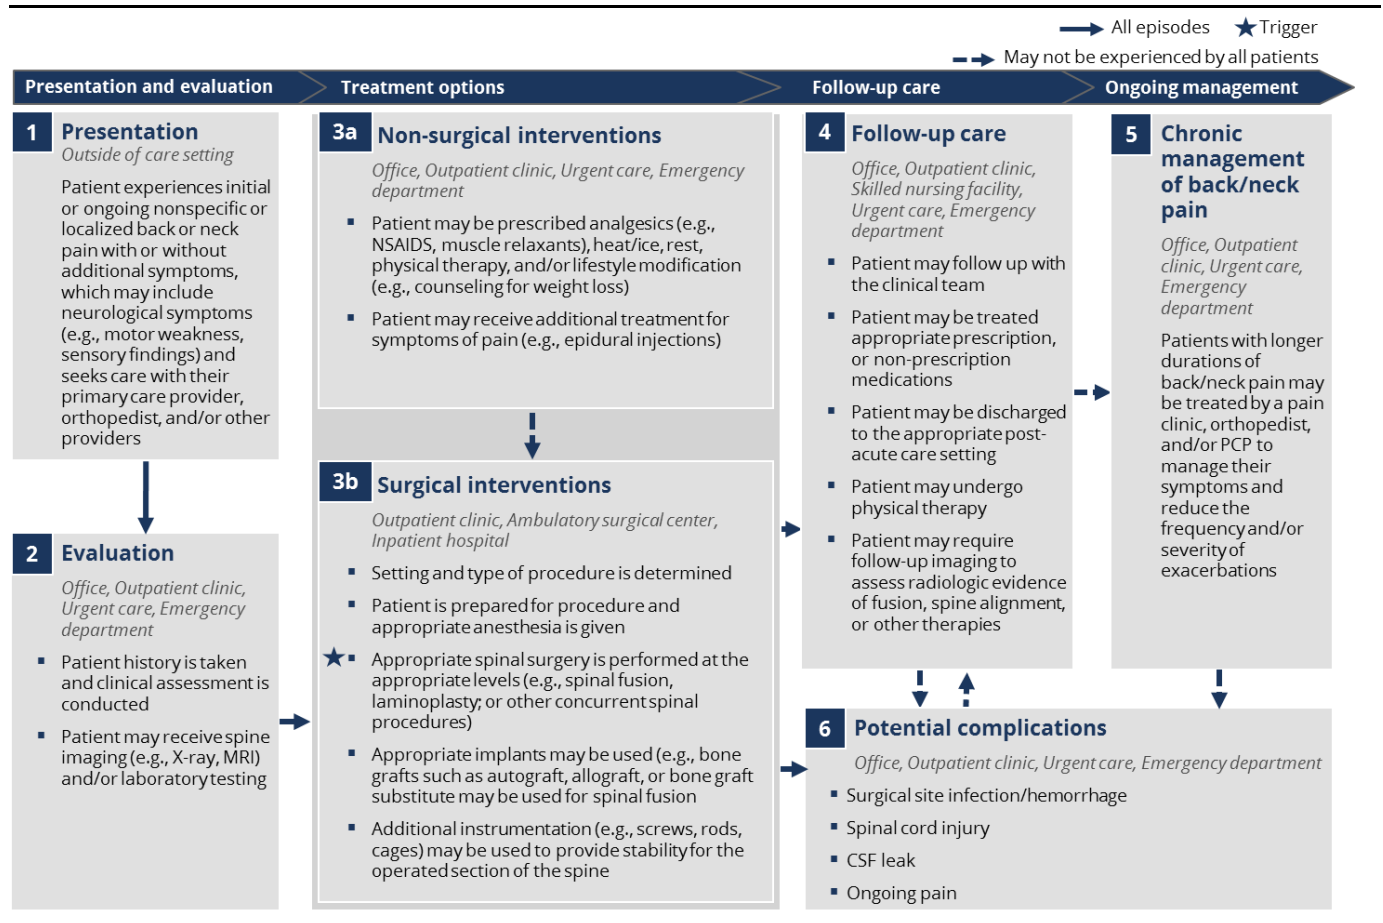 All episodes
Trigger
May not be experienced by all patients
Presentation and evaluation
Treatment options
Follow-up care
Ongoing management
1
Presentation
Outside of care setting
Patient experiences initial
or ongoing nonspecific or
localized back or neck
pain with or without
additional symptoms,
which may include
neurological symptoms
(e.g., motor weakness,
sensory findings) and
seeks care with their
primary care provider,
orthopedist, and/or other
providers
2
Evaluation
Office, Outpatient clinic,
Urgent care, Emergency
department
▪ Patient history is taken
and clinical assessment is
conducted
▪ Patient may receive spine
imaging (e.g., X-ray, MRI)
and/or laboratory testing
3a
Non-surgical interventions
Office, Outpatient clinic, Urgent care, Emergency
department
▪ Patient may be prescribed analgesics (e.g.,
NSAIDS, muscle relaxants), heat/ice, rest,
physical therapy, and/or lifestyle modification
(e.g., counseling for weight loss)
▪ Patient may receive additional treatment for
symptoms of pain (e.g., epidural injections)
3b
Surgical interventions
Outpatient clinic, Ambulatory surgical center,
Inpatient hospital
▪ Setting and type of procedure is determined
▪ Patient is prepared for procedure and
appropriate anesthesia is given
▪ Appropriate spinal surgery is performed at the
appropriate levels (e.g., spinal fusion,
laminoplasty; or other concurrent spinal
procedures)
▪ Appropriate implants may be used (e.g., bone
grafts such as autograft, allograft, or bone graft
substitute may be used for spinal fusion
▪ Additional instrumentation (e.g., screws, rods,
cages) may be used to provide stability for the
operated section of the spine
4
Follow-up care
Office, Outpatient clinic,
Skilled nursing facility,
Urgent care, Emergency
department
▪ Patient may follow up with
the clinical team
▪ Patient may be treated
appropriate prescription,
or non-prescription
medications
▪ Patient may be discharged
to the appropriate post-
acute care setting
▪ Patient may undergo
physical therapy
▪ Patient may require
follow-up imaging to
assess radiologic evidence
of fusion, spine alignment,
or other therapies
5
Chronic
management
of back/neck
pain
Office, Outpatient
clinic, Urgent care,
Emergency
department
Patients with longer
durations of
back/neck pain may
be treated by a pain
clinic, orthopedist,
and/or PCP to
manage their
symptoms and
reduce the
frequency and/or
severity of
exacerbations
6
Potential complications
Office, Outpatient clinic, Urgent care, Emergency department
▪ Surgical site infection/hemorrhage
▪ Spinal cord injury
▪ CSF leak
▪ Ongoing pain